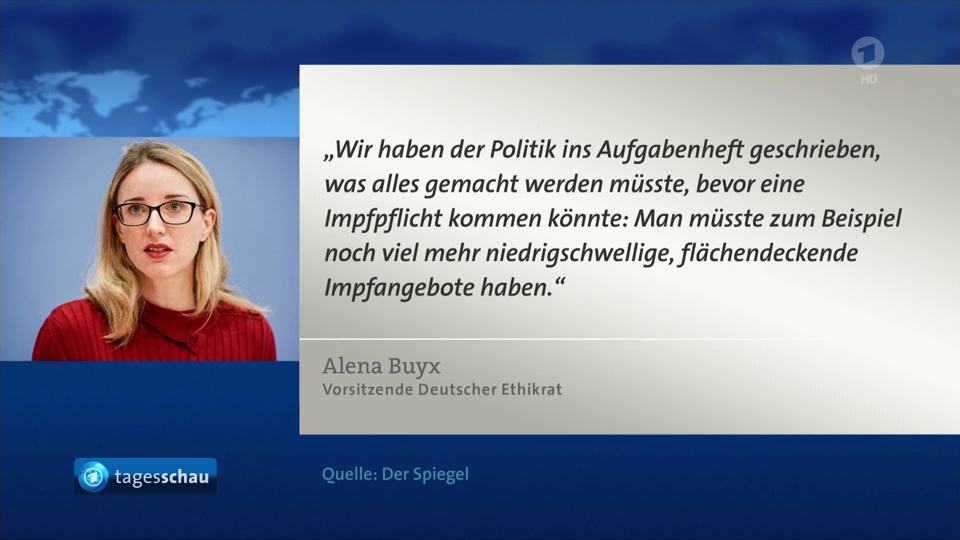 1
HD
„Wir haben der Politik ins Aufgabenheft geschrieben,
was alles gemacht werden müsste, bevor eine
Impfpflicht kommen könnte: Man müsste zum Beispiel
noch viel mehr niedrigschwellige, flächendeckende
Impfangebote haben.“
Alena Buyx
Vorsitzende Deutscher Ethikrat
tagesschau
Quelle: Der Spiegel